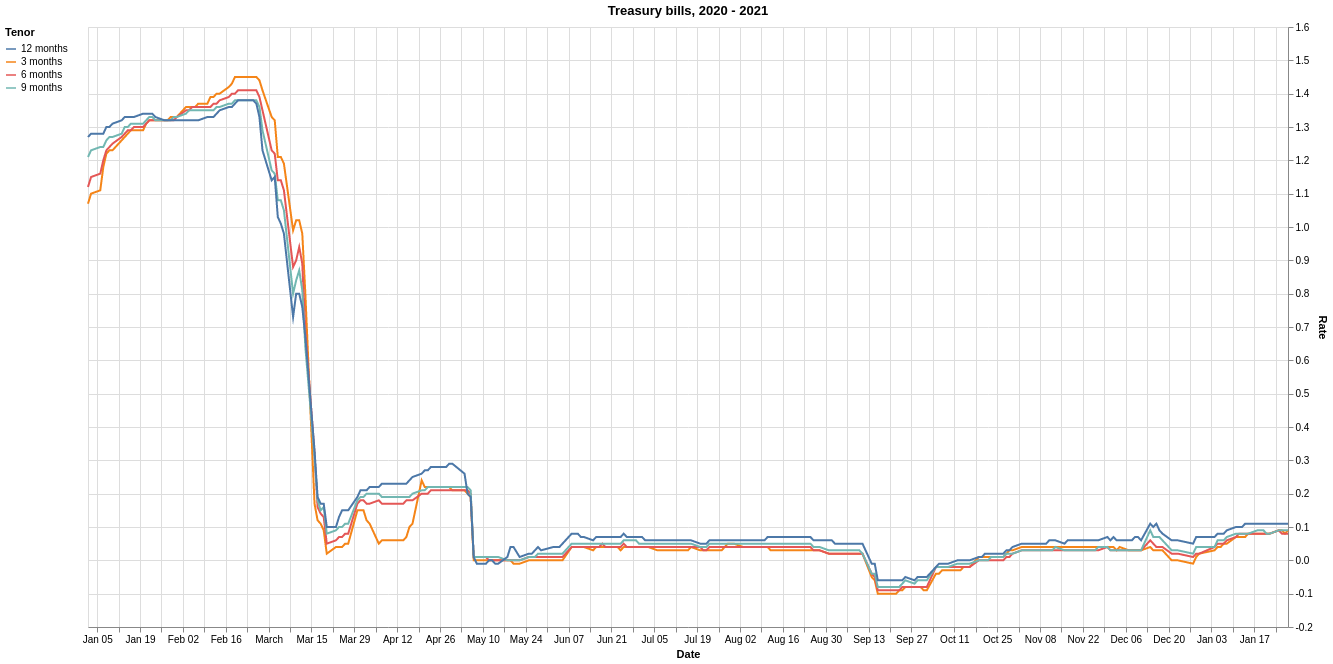 Treasury bills, 2020 - 2021
Tenor
12 months
3 months
6 months
9 months
1.6
1.5
1.4
1.3
1.2
1.1
1.0
0.9
0.8
0.7
0.6
0.5
0.4
0.3
0.2
0.1
0.0
-0.1
-0.2
Rate
Jan 05 Jan 19 Feb 02 Feb 16 March Mar 15 Mar 29 Apr 12 Apr 26 May 10 May 24 Jun 07 Jun 21 Jul 05 Jul 19 Aug 02 Aug 16 Aug 30 Sep 13 Sep 27 Oct 11 Oct 25 Nov 08 Nov 22 Dec 06 Dec 20 Jan 03 Jan 17
Date